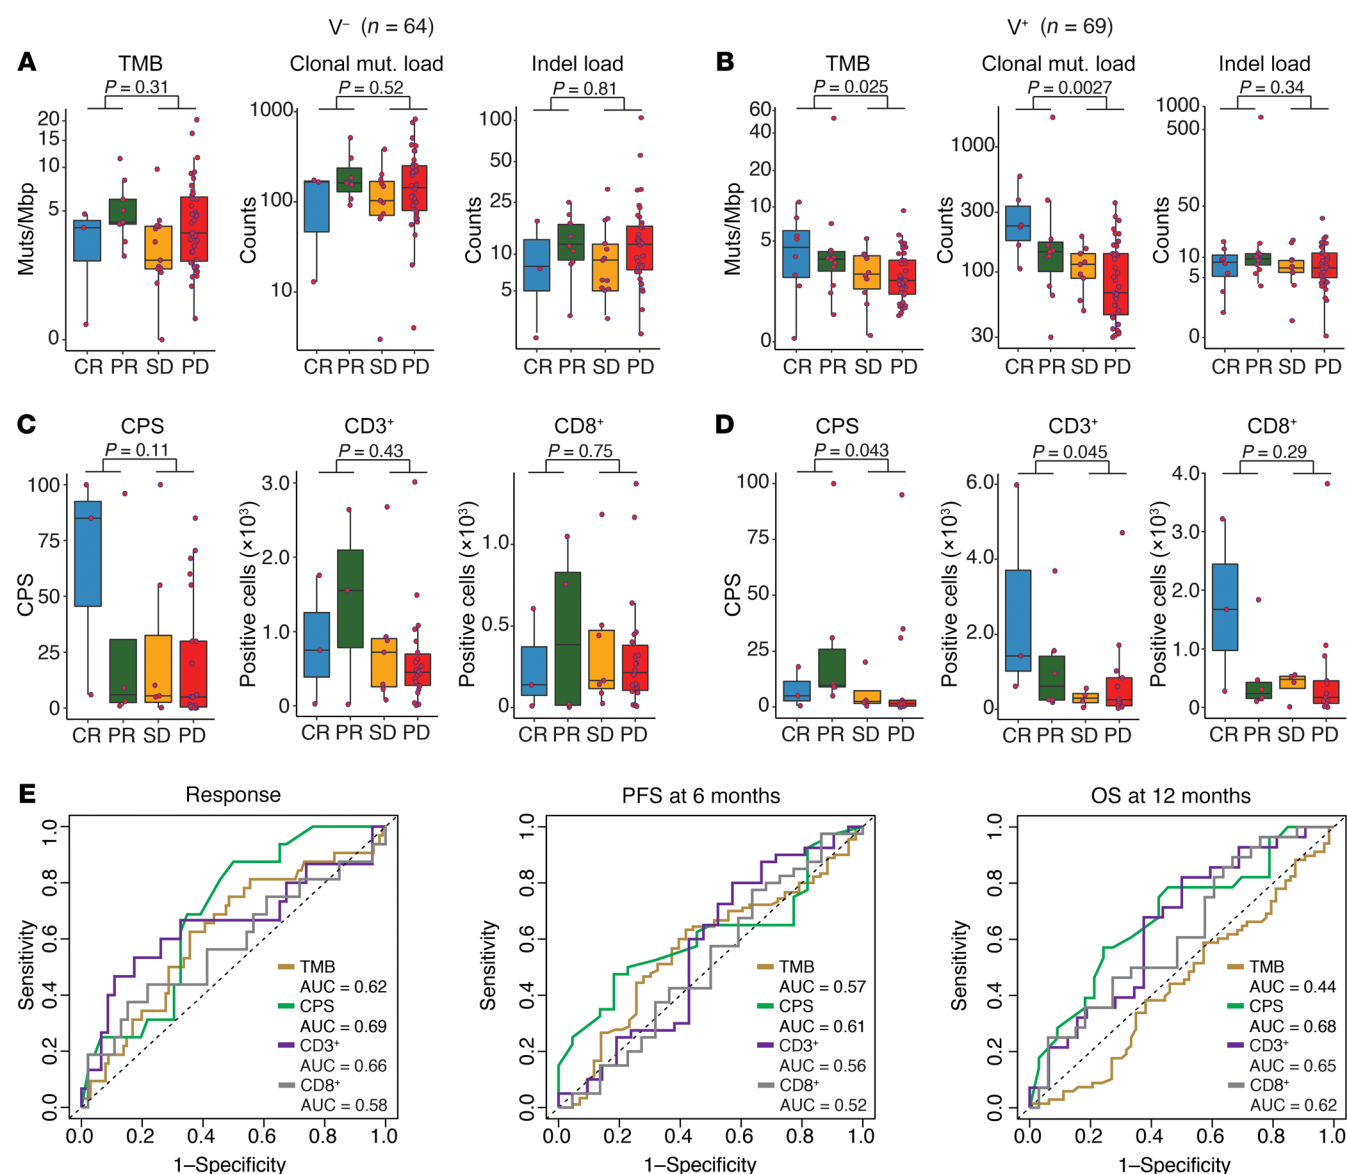 V⁻ (n = 64)
V⁺ (n = 69)
A
TMB
P = 0.31
Muts/Mbp
20
15
10
5
0
CR PR SD PD
Clonal mut. load
P = 0.52
Counts
1000
100
10
CR PR SD PD
Indel load
P = 0.81
Counts
100
50
25
10
5
CR PR SD PD
B
TMB
P = 0.025
Muts/Mbp
60
40
20
10
5
0
CR PR SD PD
Clonal mut. load
P = 0.0027
Counts
1000
300
100
30
CR PR SD PD
Indel load
P = 0.34
Counts
1000
500
50
10
5
0
CR PR SD PD
C
CPS
P = 0.11
CPS
100
75
50
25
0
CR PR SD PD
CD3⁺
P = 0.43
Positive cells (×10³)
3.0
2.0
1.0
0
CR PR SD PD
CD8⁺
P = 0.75
Positive cells (×10³)
1.0
0.5
0
CR PR SD PD
D
CPS
P = 0.043
CPS
100
75
50
25
0
CR PR SD PD
CD3⁺
P = 0.045
Positive cells (×10³)
6.0
4.0
2.0
0
CR PR SD PD
CD8⁺
P = 0.29
Positive cells (×10³)
4.0
3.0
2.0
1.0
0
CR PR SD PD
E
Response
Sensitivity
1.0
0.8
0.6
0.4
0.2
0.0
TMB
AUC = 0.62
CPS
AUC = 0.69
CD3⁺
AUC = 0.66
CD8⁺
AUC = 0.58
0.0 0.2 0.4 0.6 0.8 1.0
1–Specificity
PFS at 6 months
Sensitivity
1.0
0.8
0.6
0.4
0.2
0.0
TMB
AUC = 0.57
CPS
AUC = 0.61
CD3⁺
AUC = 0.56
CD8⁺
AUC = 0.52
0.0 0.2 0.4 0.6 0.8 1.0
1–Specificity
OS at 12 months
Sensitivity
1.0
0.8
0.6
0.4
0.2
0.0
TMB
AUC = 0.44
CPS
AUC = 0.68
CD3⁺
AUC = 0.65
CD8⁺
AUC = 0.62
0.0 0.2 0.4 0.6 0.8 1.0
1–Specificity